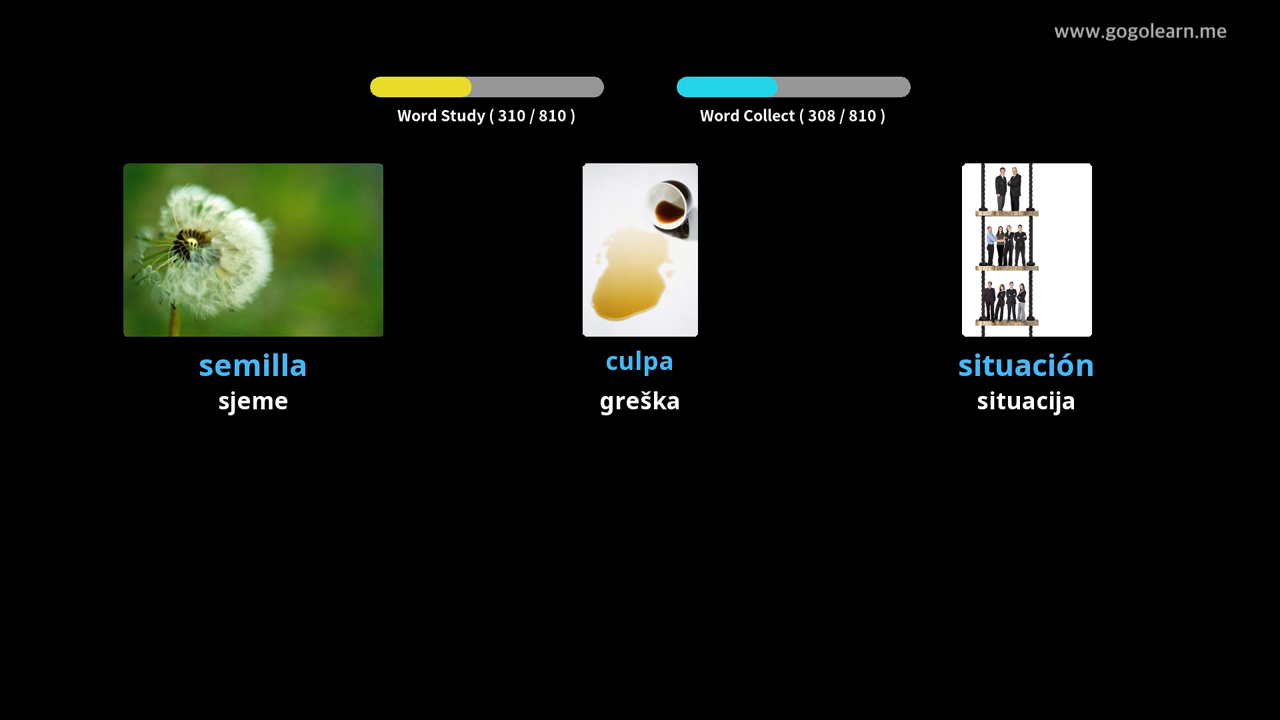 www.gogolearn.me
Word Study ( 310 / 810 )
Word Collect ( 308 / 810 )
semilla
sjeme
culpa
greška
situación
situacija